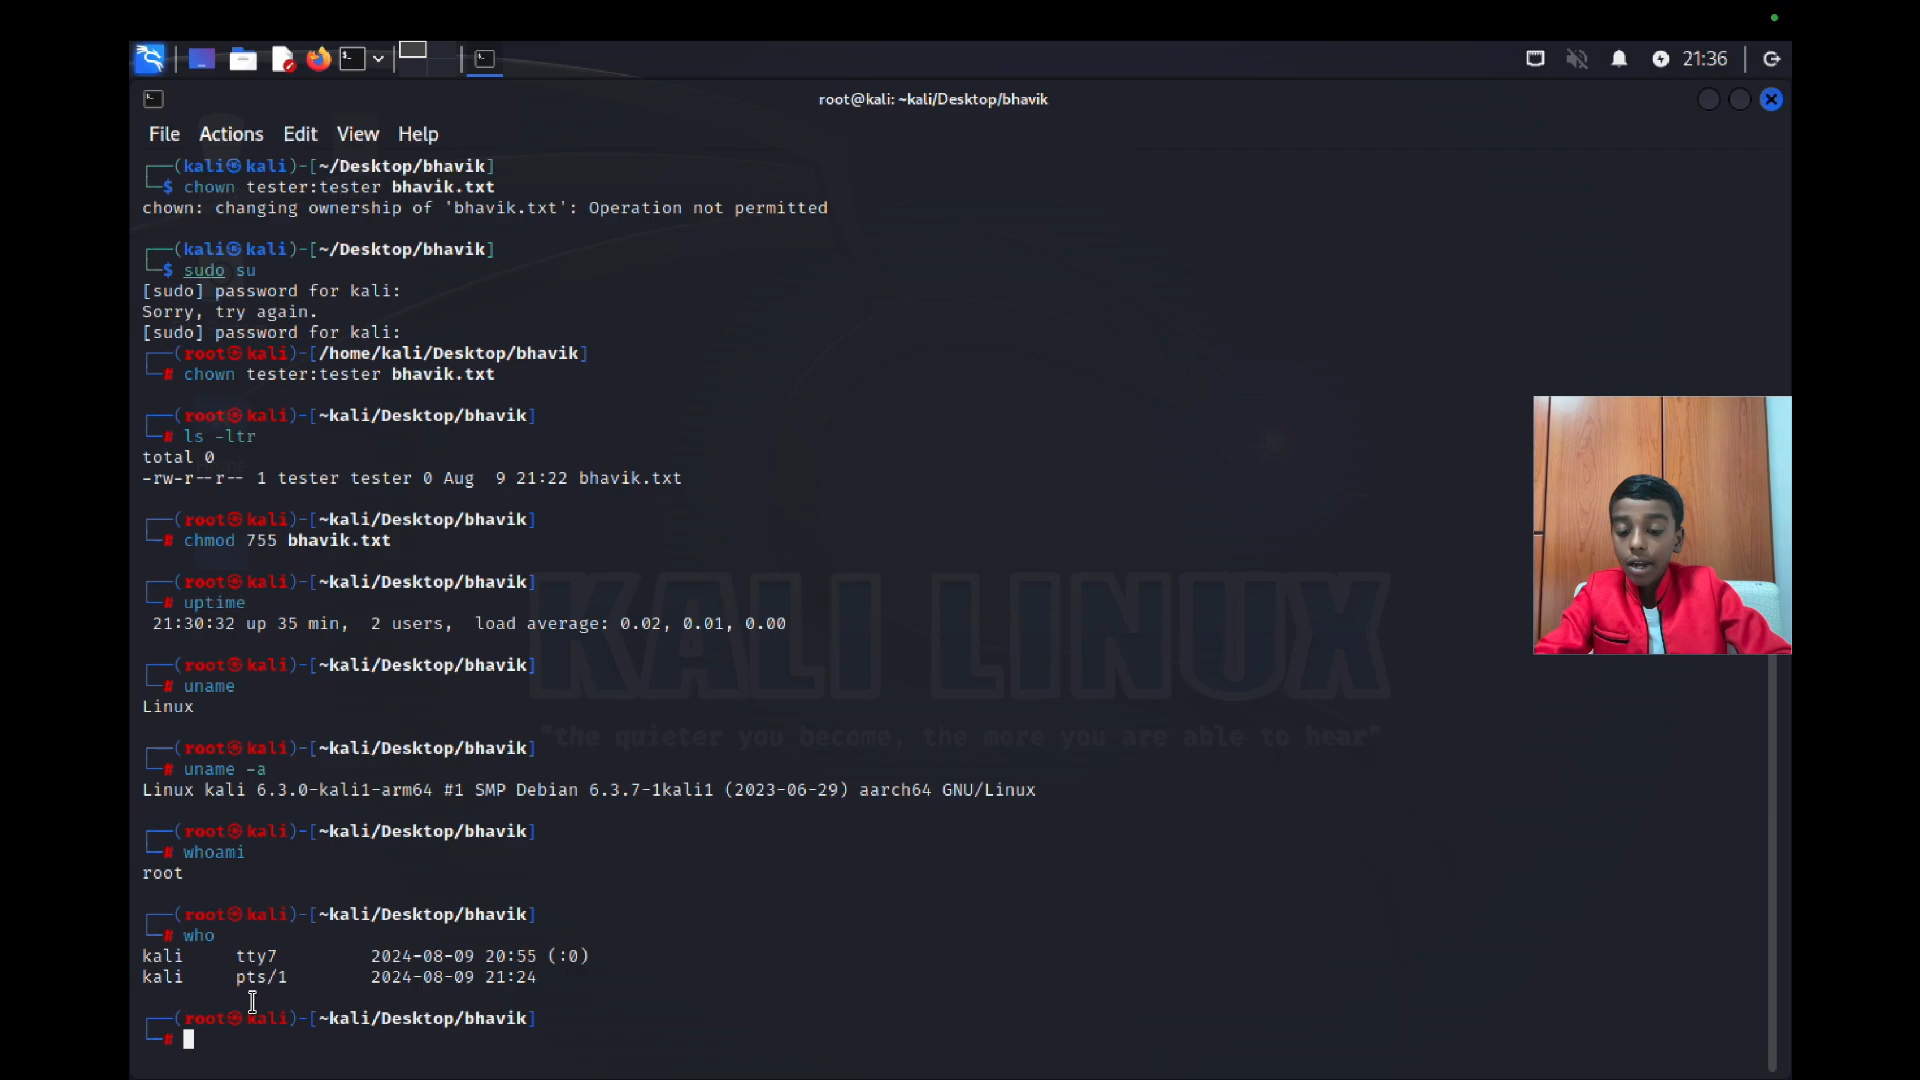 21:36
root@kali: ~kali/Desktop/bhavik
File Actions Edit View Help
┌──(kali㉿kali)-[~/Desktop/bhavik]
└─$ chown tester:tester bhavik.txt
chown: changing ownership of 'bhavik.txt': Operation not permitted
┌──(kali㉿kali)-[~/Desktop/bhavik]
└─$ sudo su
[sudo] password for kali:
Sorry, try again.
[sudo] password for kali:
┌──(root㉿kali)-[/home/kali/Desktop/bhavik]
└─# chown tester:tester bhavik.txt
┌──(root㉿kali)-[~kali/Desktop/bhavik]
└─# ls -ltr
total 0
-rw-r--r-- 1 tester tester 0 Aug  9 21:22 bhavik.txt
┌──(root㉿kali)-[~kali/Desktop/bhavik]
└─# chmod 755 bhavik.txt
┌──(root㉿kali)-[~kali/Desktop/bhavik]
└─# uptime
21:30:32 up 35 min,  2 users,  load average: 0.02, 0.01, 0.00
┌──(root㉿kali)-[~kali/Desktop/bhavik]
└─# uname
Linux
┌──(root㉿kali)-[~kali/Desktop/bhavik]
└─# uname -a
Linux kali 6.3.0-kali1-arm64 #1 SMP Debian 6.3.7-1kali1 (2023-06-29) aarch64 GNU/Linux
┌──(root㉿kali)-[~kali/Desktop/bhavik]
└─# whoami
root
┌──(root㉿kali)-[~kali/Desktop/bhavik]
└─# who
kali     tty7         2024-08-09 20:55 (:0)
kali     pts/1        2024-08-09 21:24
┌──(root㉿kali)-[~kali/Desktop/bhavik]
└─#
KALI LINUX
"the quieter you become, the more you are able to hear"